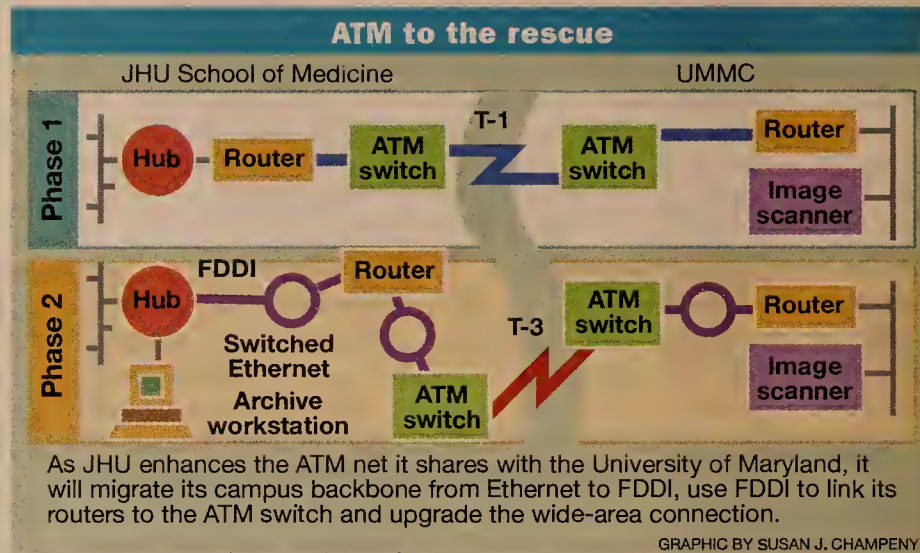 ATM to the rescue
JHU School of Medicine
UMMC
Phase 1
Hub
Router
ATM
switch
T-1
ATM
switch
Router
Image
scanner
Phase 2
Hub
FDDI
Router
Switched
Ethernet
Archive
workstation
ATM
switch
T-3
ATM
switch
Router
Image
scanner
As JHU enhances the ATM net it shares with the University of Maryland, it
will migrate its campus backbone from Ethernet to FDDI, use FDDI to link its
routers to the ATM switch and upgrade the wide-area connection.
GRAPHIC BY SUSAN J. CHAMPENY